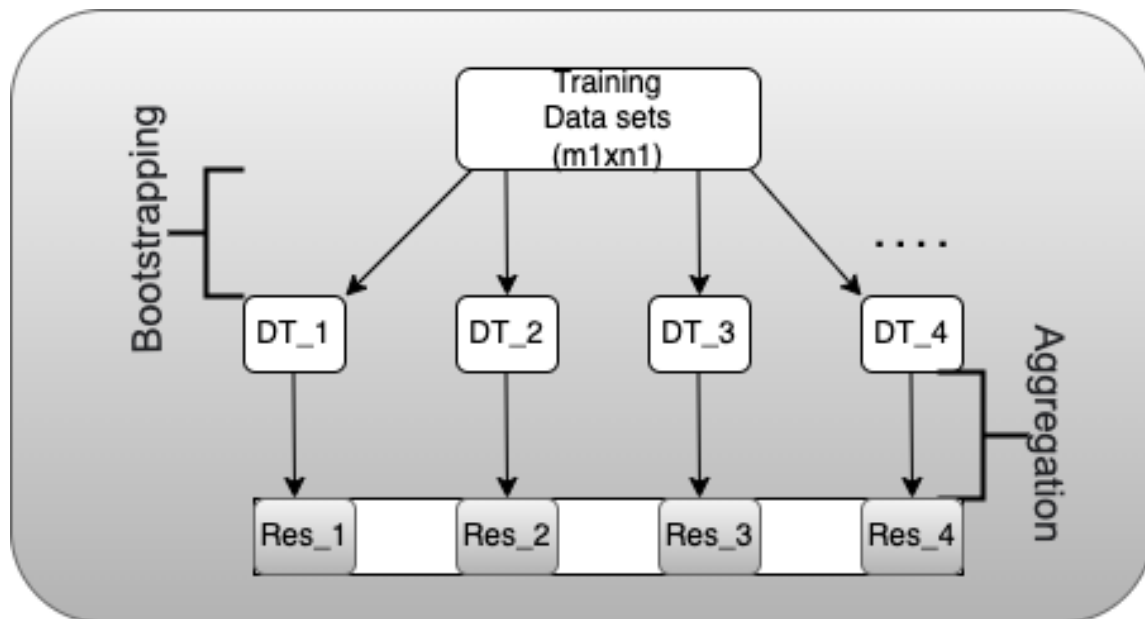 Training
Data sets
(m1xn1)
Bootstrapping
....
DT_1
DT_2
DT_3
DT_4
Aggregation
Res_1
Res_2
Res_3
Res_4